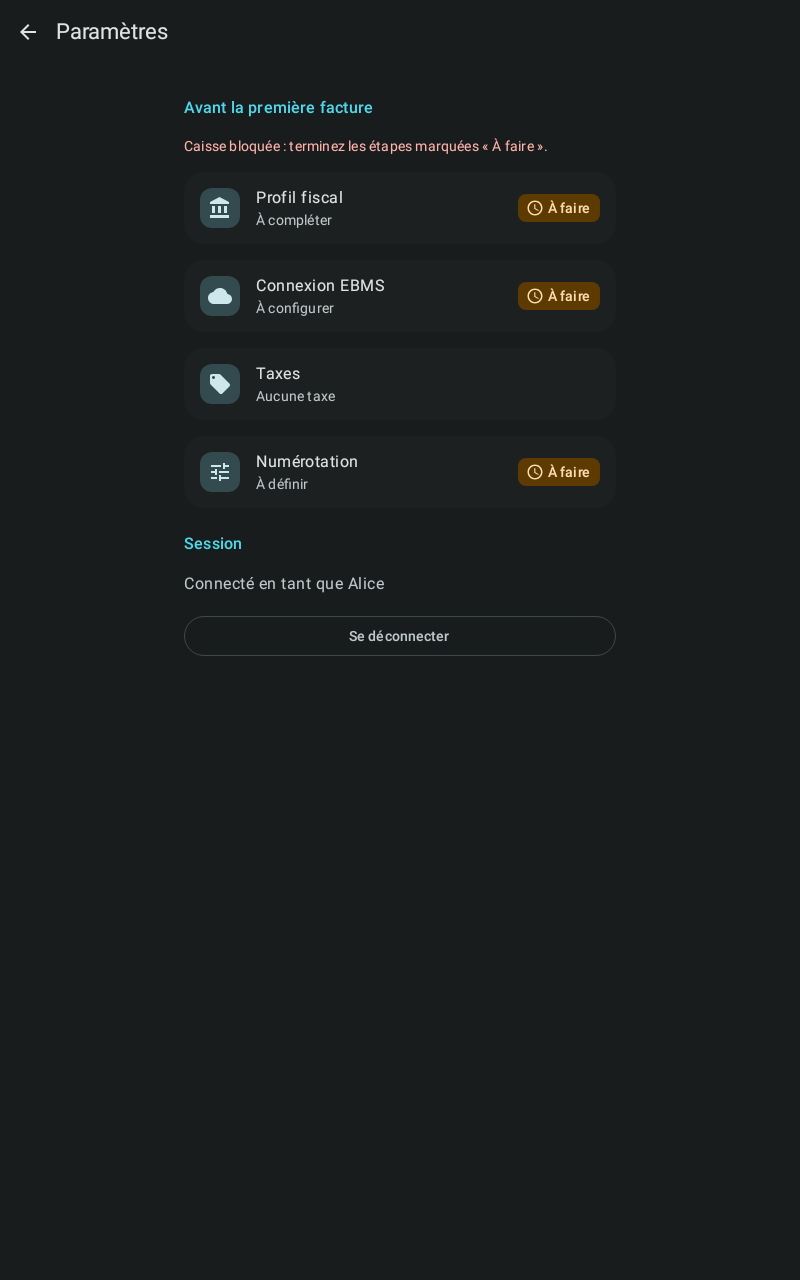 Paramètres
Avant la première facture
Caisse bloquée : terminez les étapes marquées « À faire ».
Profil fiscal
À compléter
À faire
Connexion EBMS
À configurer
À faire
Taxes
Aucune taxe
Numérotation
À définir
À faire
Session
Connecté en tant que Alice
Se déconnecter